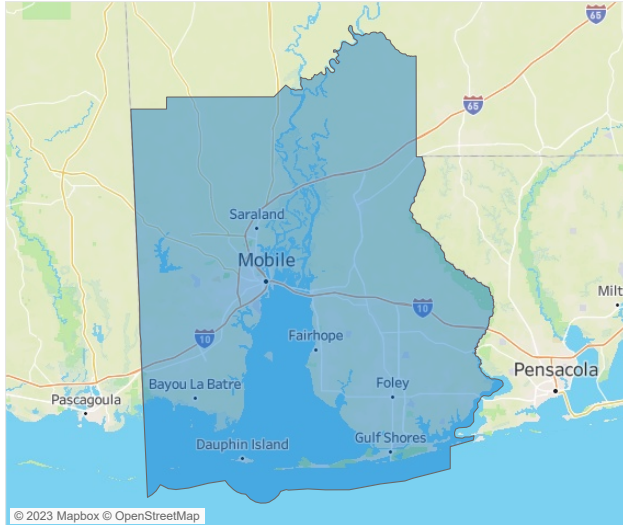 65
65
Saraland
Mobile
Milt
10
10
Fairhope
Pensacola
Bayou La Batre
Foley
Pascagoula
Dauphin Island
Gulf Shores
© 2023 Mapbox © OpenStreetMap